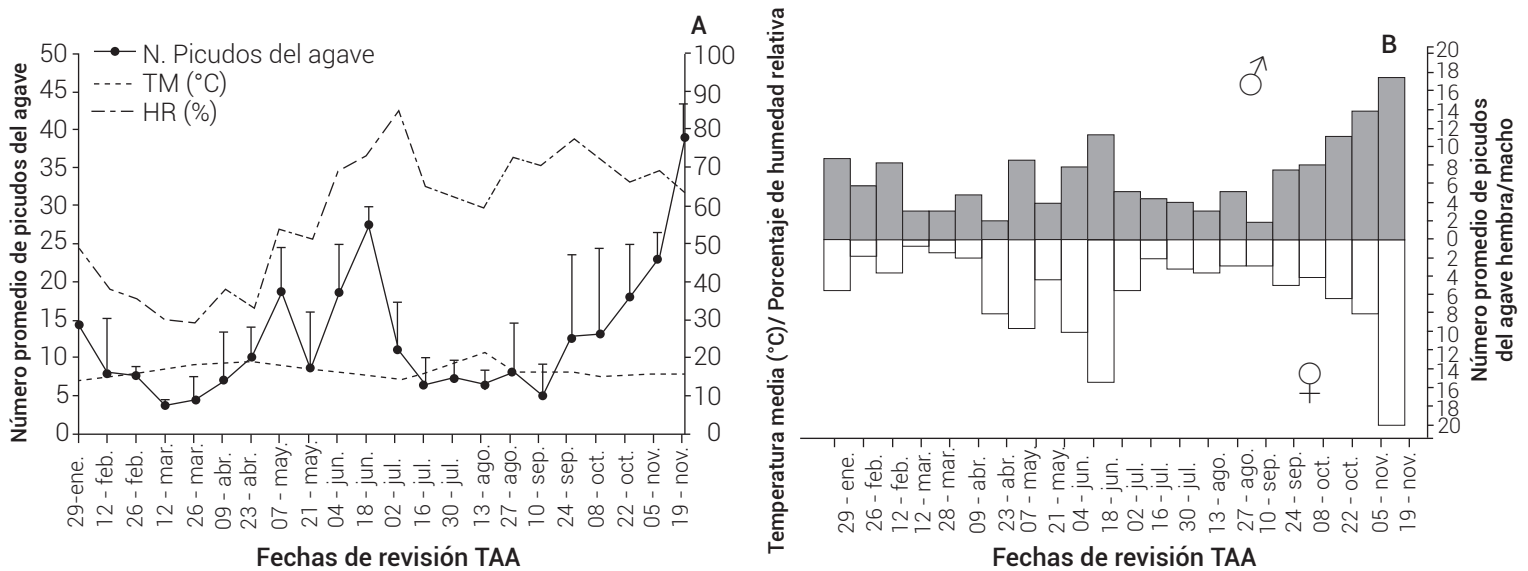 A
Número promedio de picudos del agave
50
45
40
35
30
25
20
15
10
5
0
N. Picudos del agave
TM (°C)
HR (%)
100
90
80
70
60
50
40
30
20
10
0
Temperatura media (°C)/ Porcentaje de humedad relativa
29-ene.
12 - feb.
26 - feb.
12 - mar.
26 - mar.
09 - abr.
23 - abr.
07 - may.
21 - may.
04 - jun.
18 - jun.
02 - jul.
16 - jul.
30 - jul.
13 - ago.
27 - ago.
10 - sep.
24 - sep.
08 - oct.
22 - oct.
05 - nov.
19 - nov.
Fechas de revisión TAA
B
♂
♀
20
18
16
14
12
10
8
6
4
2
0
2
4
6
8
10
12
14
16
18
20
Número promedio de picudos
del agave hembra/macho
29 - ene.
26 - feb.
12 - feb.
12 - mar.
28 - mar.
09 - abr.
23 - abr.
07 - may.
21 - may.
04 - jun.
18 - jun.
02 - jul.
16 - jul.
30 - jul.
13 - ago.
27 - ago.
10 - sep.
24 - sep.
08 - oct.
22 - oct.
05 - nov.
19 - nov.
Fechas de revisión TAA